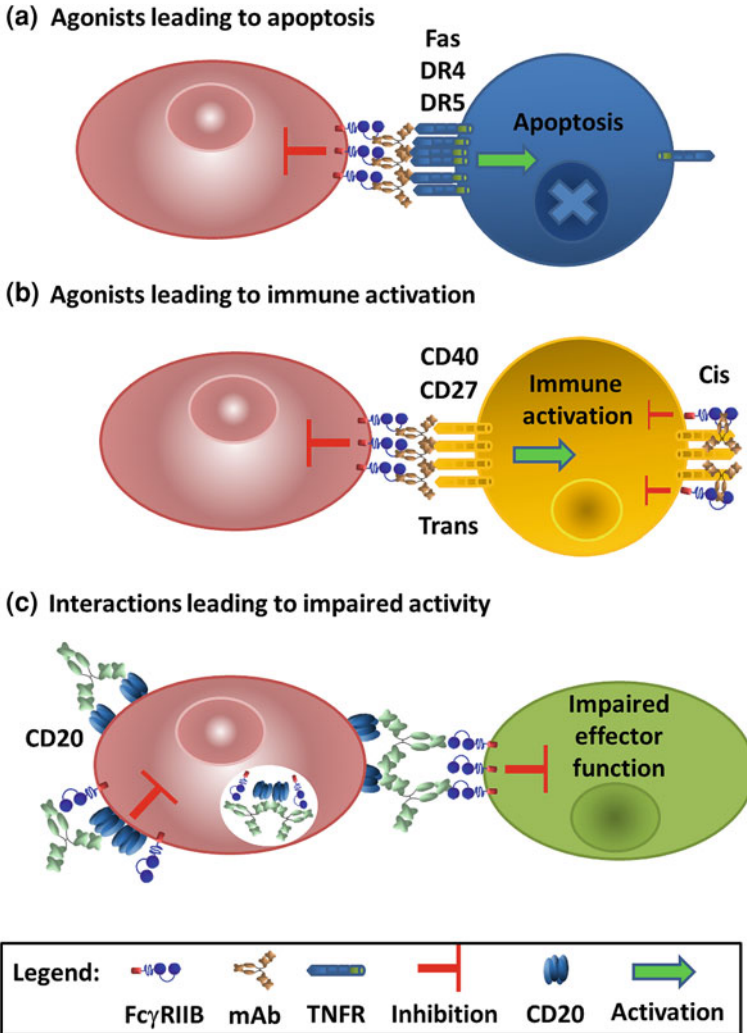 (a) Agonists leading to apoptosis
Fas
DR4
DR5
Apoptosis
(b) Agonists leading to immune activation
CD40
CD27
Immune
activation
Cis
Trans
(c) Interactions leading to impaired activity
CD20
Impaired
effector
function
Legend:
FcγRIIB mAb TNFR Inhibition CD20 Activation